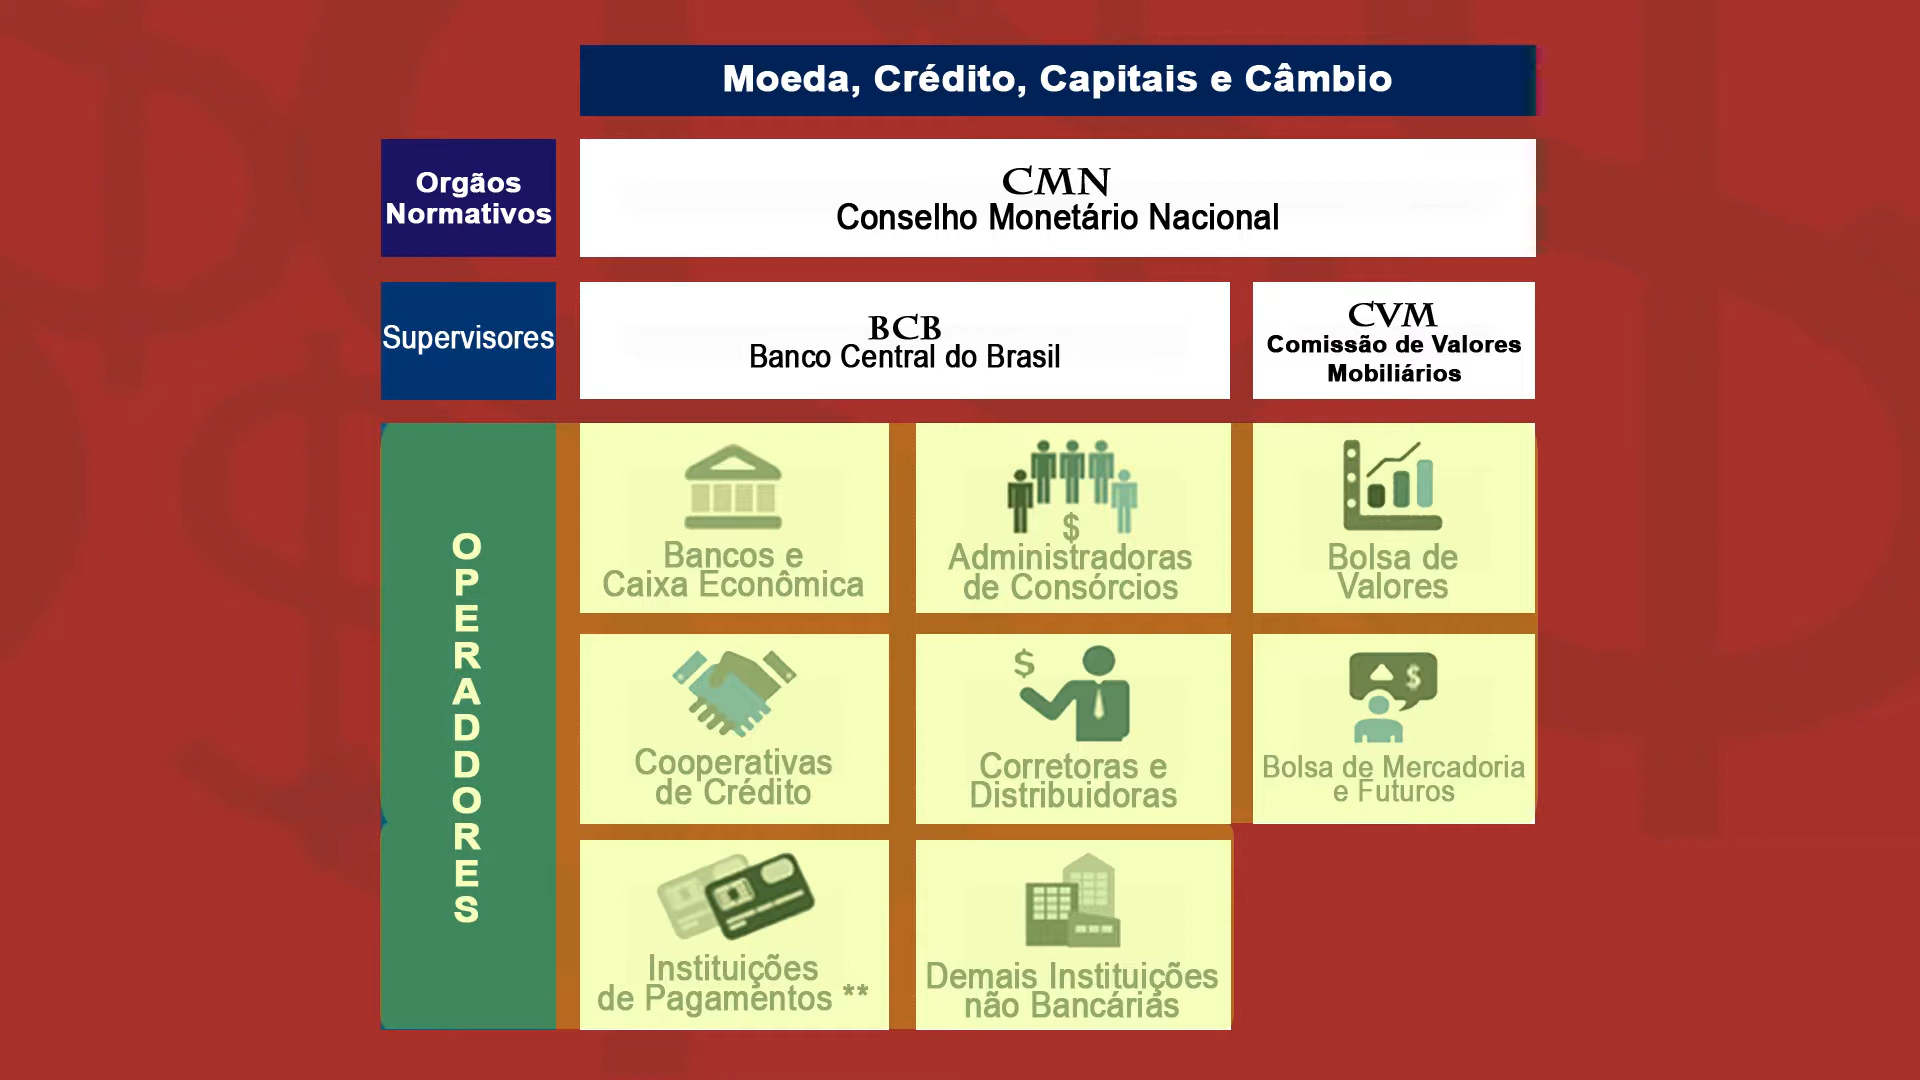 Moeda, Crédito, Capitais e Câmbio
Orgãos
Normativos
CMN
Conselho Monetário Nacional
Supervisores
BCB
Banco Central do Brasil
CVM
Comissão de Valores
Mobiliários
OPERADDORES
$
Bancos e
Caixa Econômica
Administradoras
de Consórcios
Bolsa de
Valores
$
$
Cooperativas
de Crédito
Corretoras e
Distribuidoras
Bolsa de Mercadoria
e Futuros
Instituições
de Pagamentos **
Demais Instituições
não Bancárias